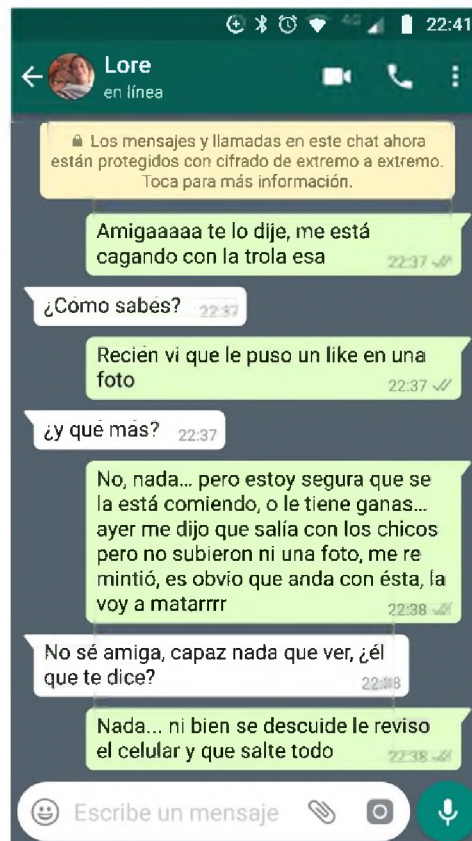 4G 22:41
Lore
en línea
Los mensajes y llamadas en este chat ahora
están protegidos con cifrado de extremo a extremo.
Toca para más información.
Amigaaaaa te lo dije, me está
cagando con la trola esa 22:37
¿Cómo sabés? 22:37
Recién vi que le puso un like en una
foto 22:37
¿y qué más? 22:37
No, nada... pero estoy segura que se
la está comiendo, o le tiene ganas...
ayer me dijo que salía con los chicos
pero no subieron ni una foto, me re
mintió, es obvio que anda con ésta, la
voy a matarrrr 22:38
No sé amiga, capaz nada que ver, ¿él
que te dice? 22:38
Nada... ni bien se descuide le reviso
el celular y que salte todo 22:38
Escribe un mensaje